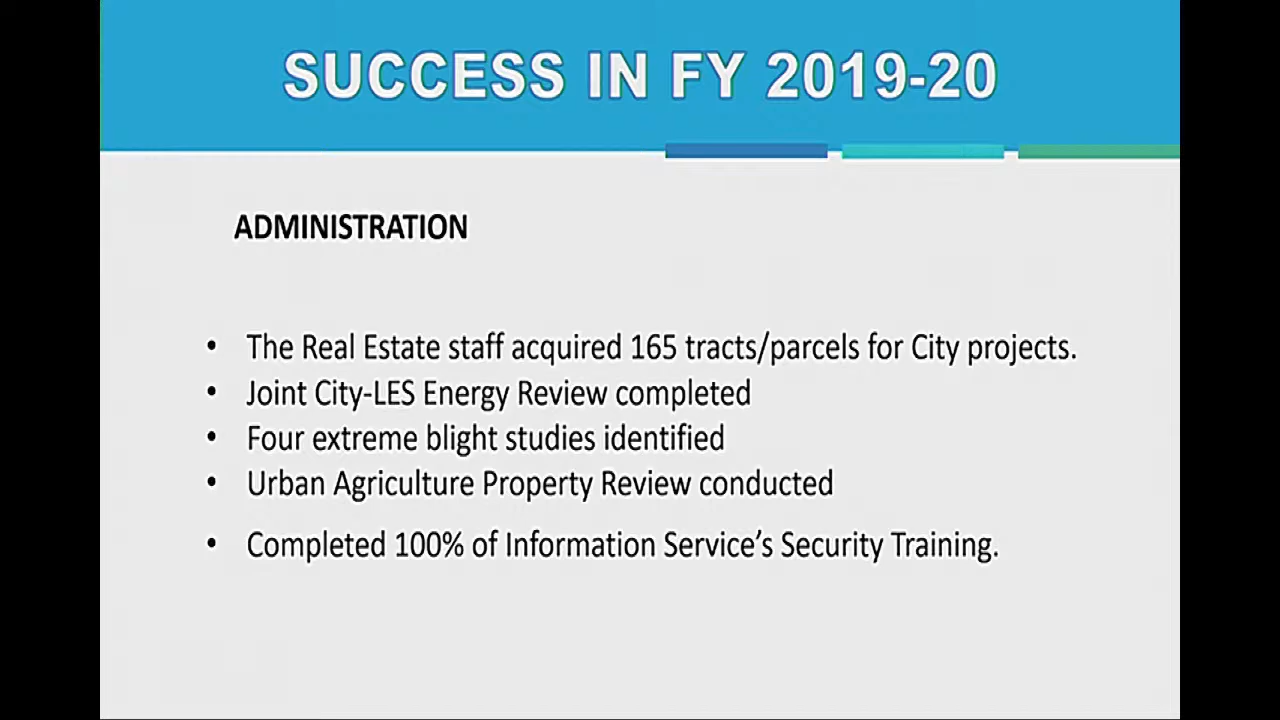 SUCCESS IN FY 2019-20
ADMINISTRATION
• The Real Estate staff acquired 165 tracts/parcels for City projects.
• Joint City-LES Energy Review completed
• Four extreme blight studies identified
• Urban Agriculture Property Review conducted
• Completed 100% of Information Service’s Security Training.